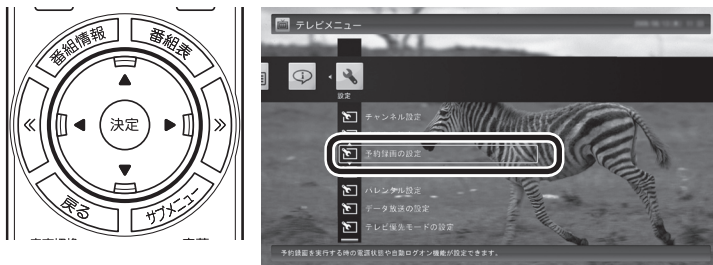 番組情報
番組表
決定
戻る
サブメニュー
テレビメニュー
設定
チャンネル設定
予約録画の設定
パレンタル設定
データ放送の設定
テレビ優先モードの設定
予約録画を実行する時の電源状態や自動ログオン機能が設定できます。